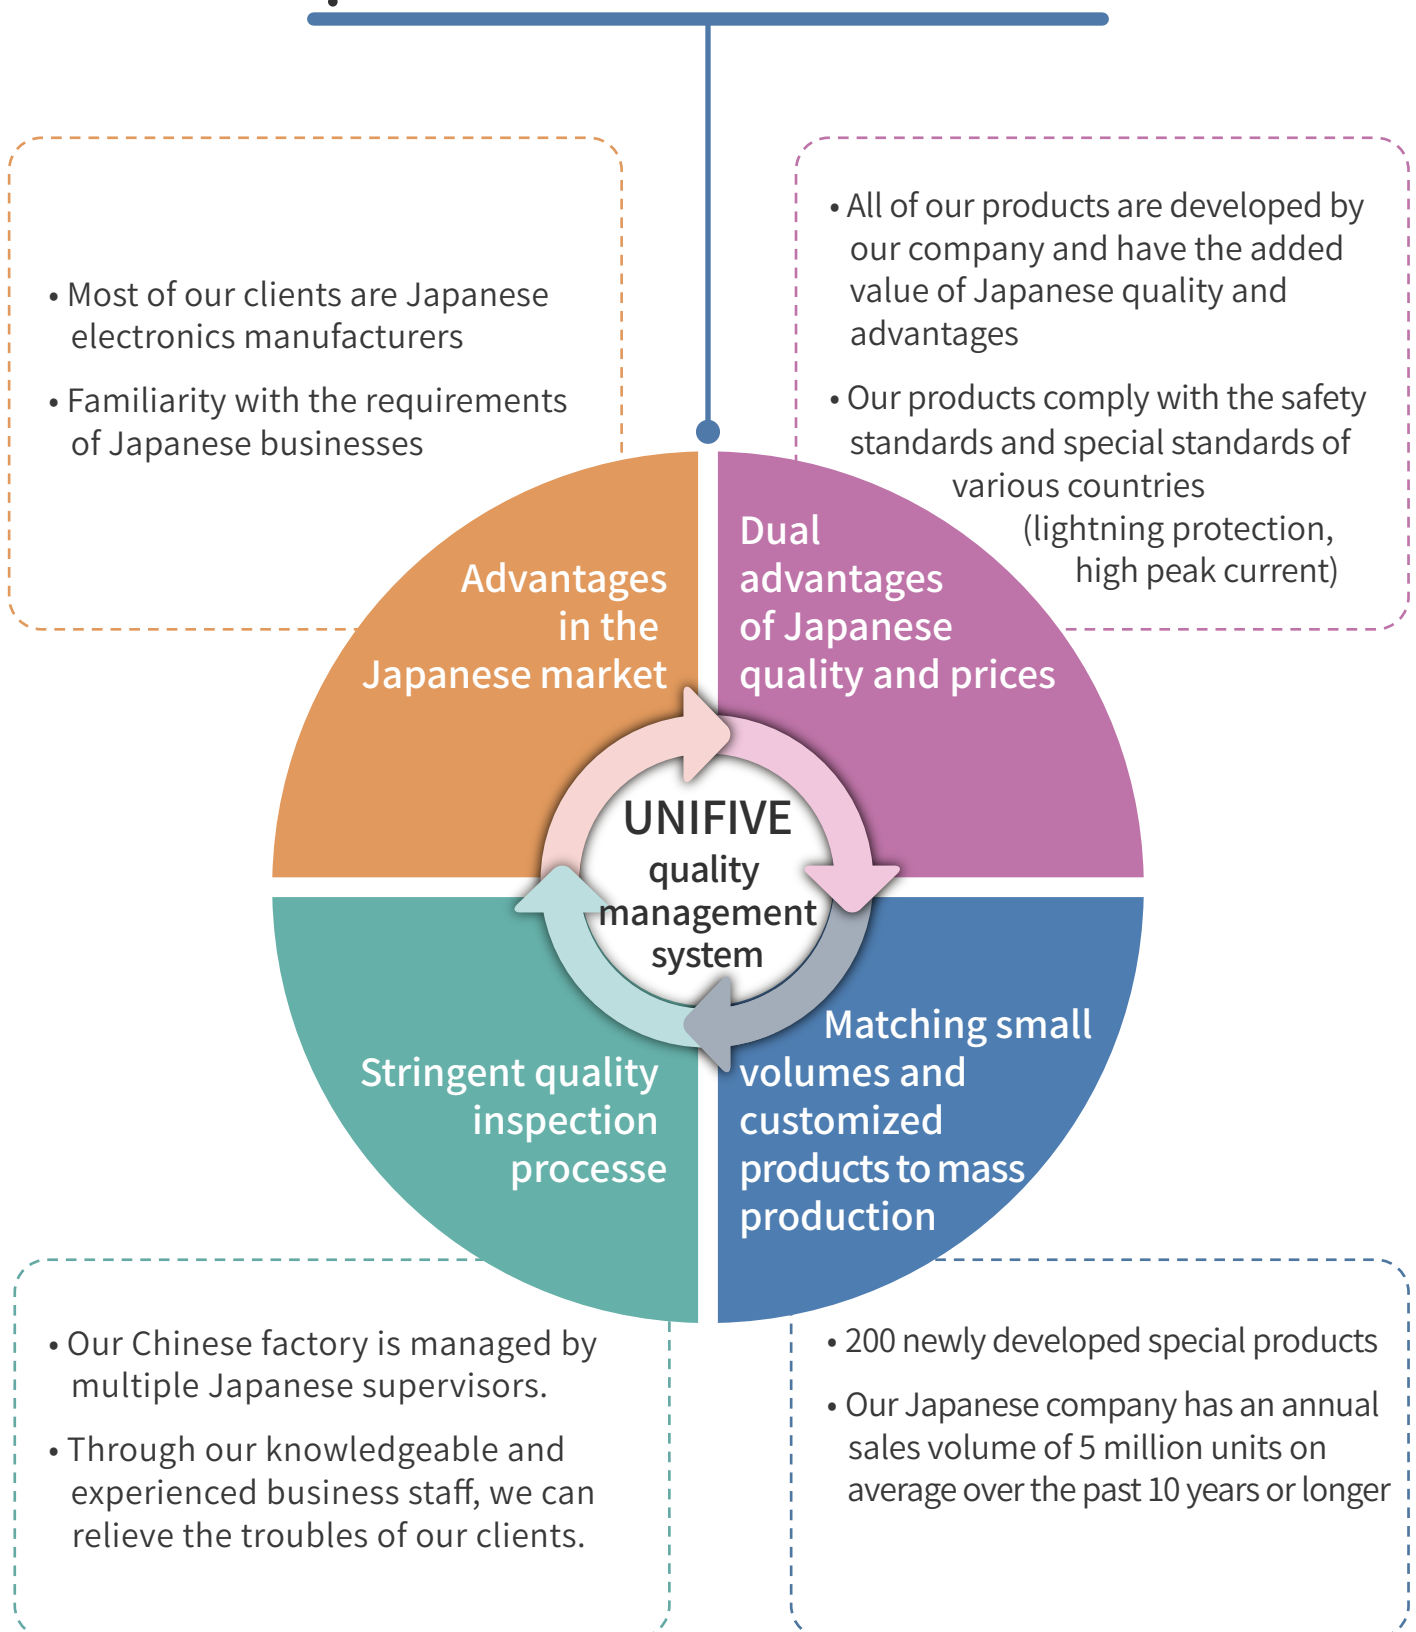 • Most of our clients are Japanese
electronics manufacturers
• Familiarity with the requirements
of Japanese businesses
• All of our products are developed by
our company and have the added
value of Japanese quality and
advantages
• Our products comply with the safety
standards and special standards of
various countries
(lightning protection,
high peak current)
Advantages
in the
Japanese market
Dual
advantages
of Japanese
quality and prices
UNIFIVE
quality
management
system
Stringent quality
inspection
processe
Matching small
volumes and
customized
products to mass
production
• Our Chinese factory is managed by
multiple Japanese supervisors.
• Through our knowledgeable and
experienced business staff, we can
relieve the troubles of our clients.
• 200 newly developed special products
• Our Japanese company has an annual
sales volume of 5 million units on
average over the past 10 years or longer